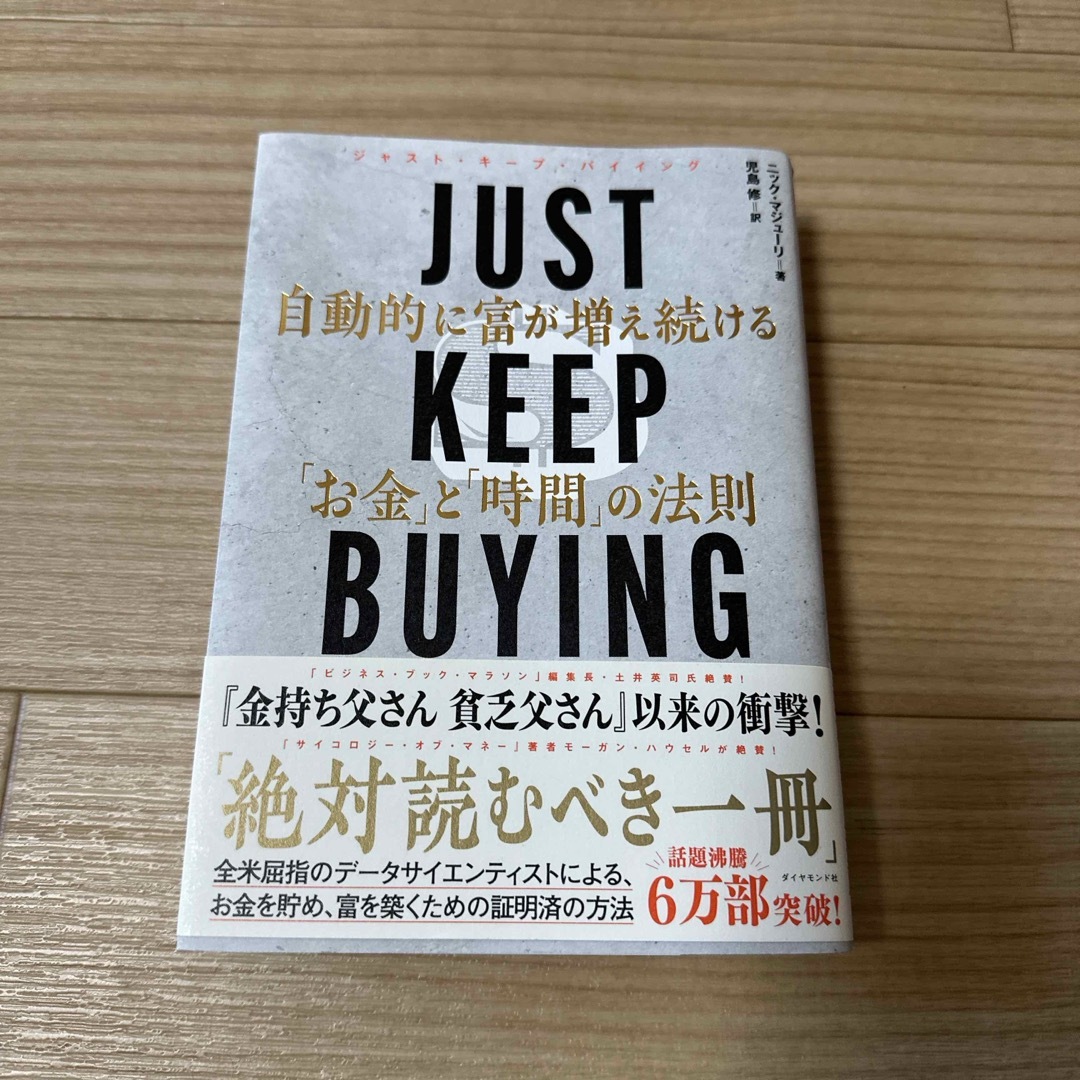 ジャスト・キープ・バイイング
ニック・マジューリ=著
児島 修=訳
JUST
自動的に富が増え続ける
KEEP
「お金」と「時間」の法則
BUYING
「ビジネス・ブック・マラソン」編集長・土井英司氏絶賛!
『金持ち父さん 貧乏父さん』以来の衝撃!
「サイコロジー・オブ・マネー」著者モーガン・ハウセルが絶賛!
「絶対読むべき一冊」
全米屈指のデータサイエンティストによる、
お金を貯め、富を築くための証明済の方法
話題沸騰
6万部突破!
ダイヤモンド社